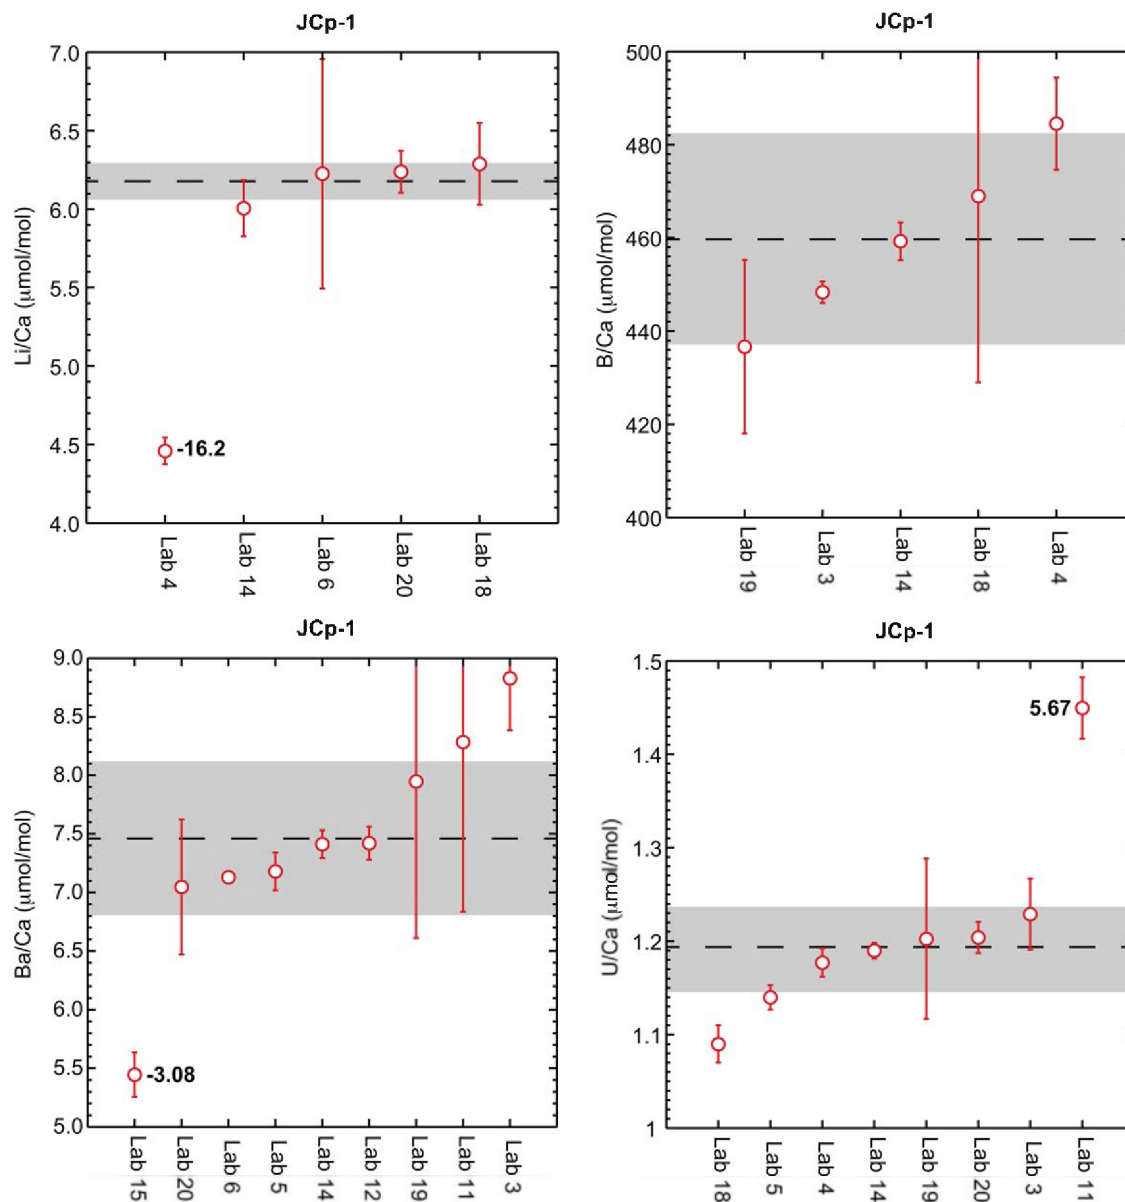 JCp-1
Li/Ca (μmol/mol)
7.0
6.5
6.0
5.5
5.0
4.5
4.0
-16.2
Lab 4
Lab 14
Lab 6
Lab 20
Lab 18
JCp-1
B/Ca (μmol/mol)
500
480
460
440
420
400
Lab 19
Lab 3
Lab 14
Lab 18
Lab 4
JCp-1
Ba/Ca (μmol/mol)
9.0
8.5
8.0
7.5
7.0
6.5
6.0
5.5
5.0
-3.08
Lab 15
Lab 20
Lab 6
Lab 5
Lab 14
Lab 12
Lab 19
Lab 11
Lab 3
JCp-1
U/Ca (μmol/mol)
1.5
1.4
1.3
1.2
1.1
1
5.67
Lab 18
Lab 5
Lab 4
Lab 14
Lab 19
Lab 20
Lab 3
Lab 11